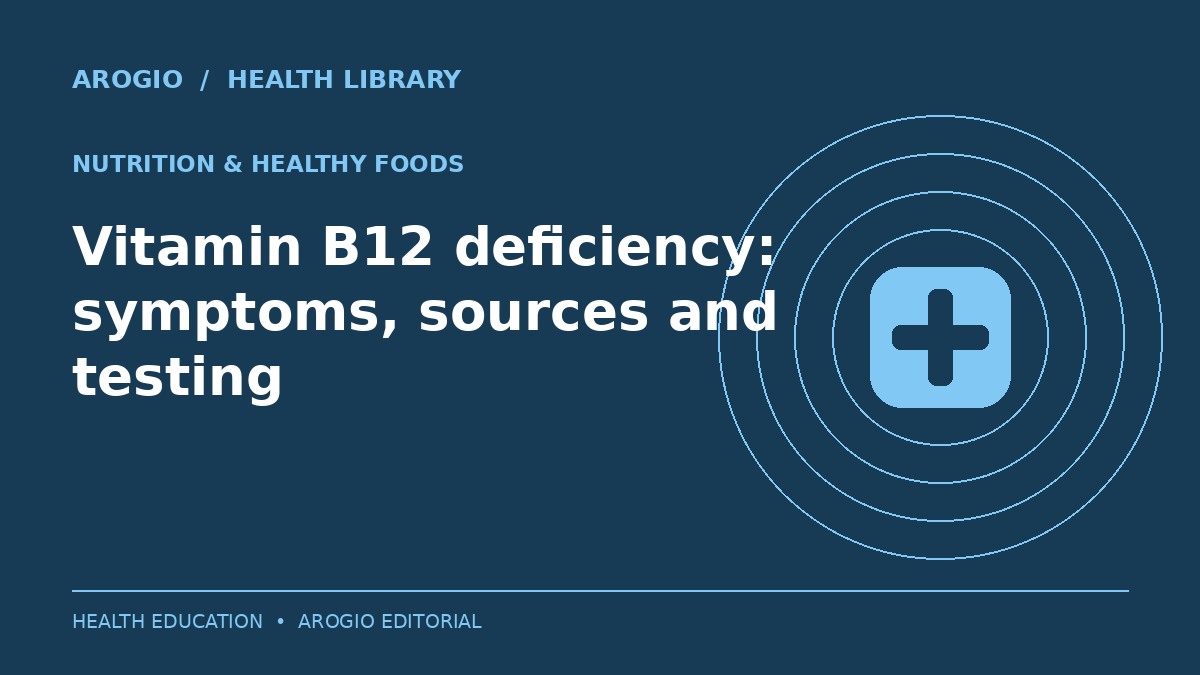 AROGIO / HEALTH LIBRARY
NUTRITION & HEALTHY FOODS
Vitamin B12 deficiency:
symptoms, sources and
testing
HEALTH EDUCATION • AROGIO EDITORIAL